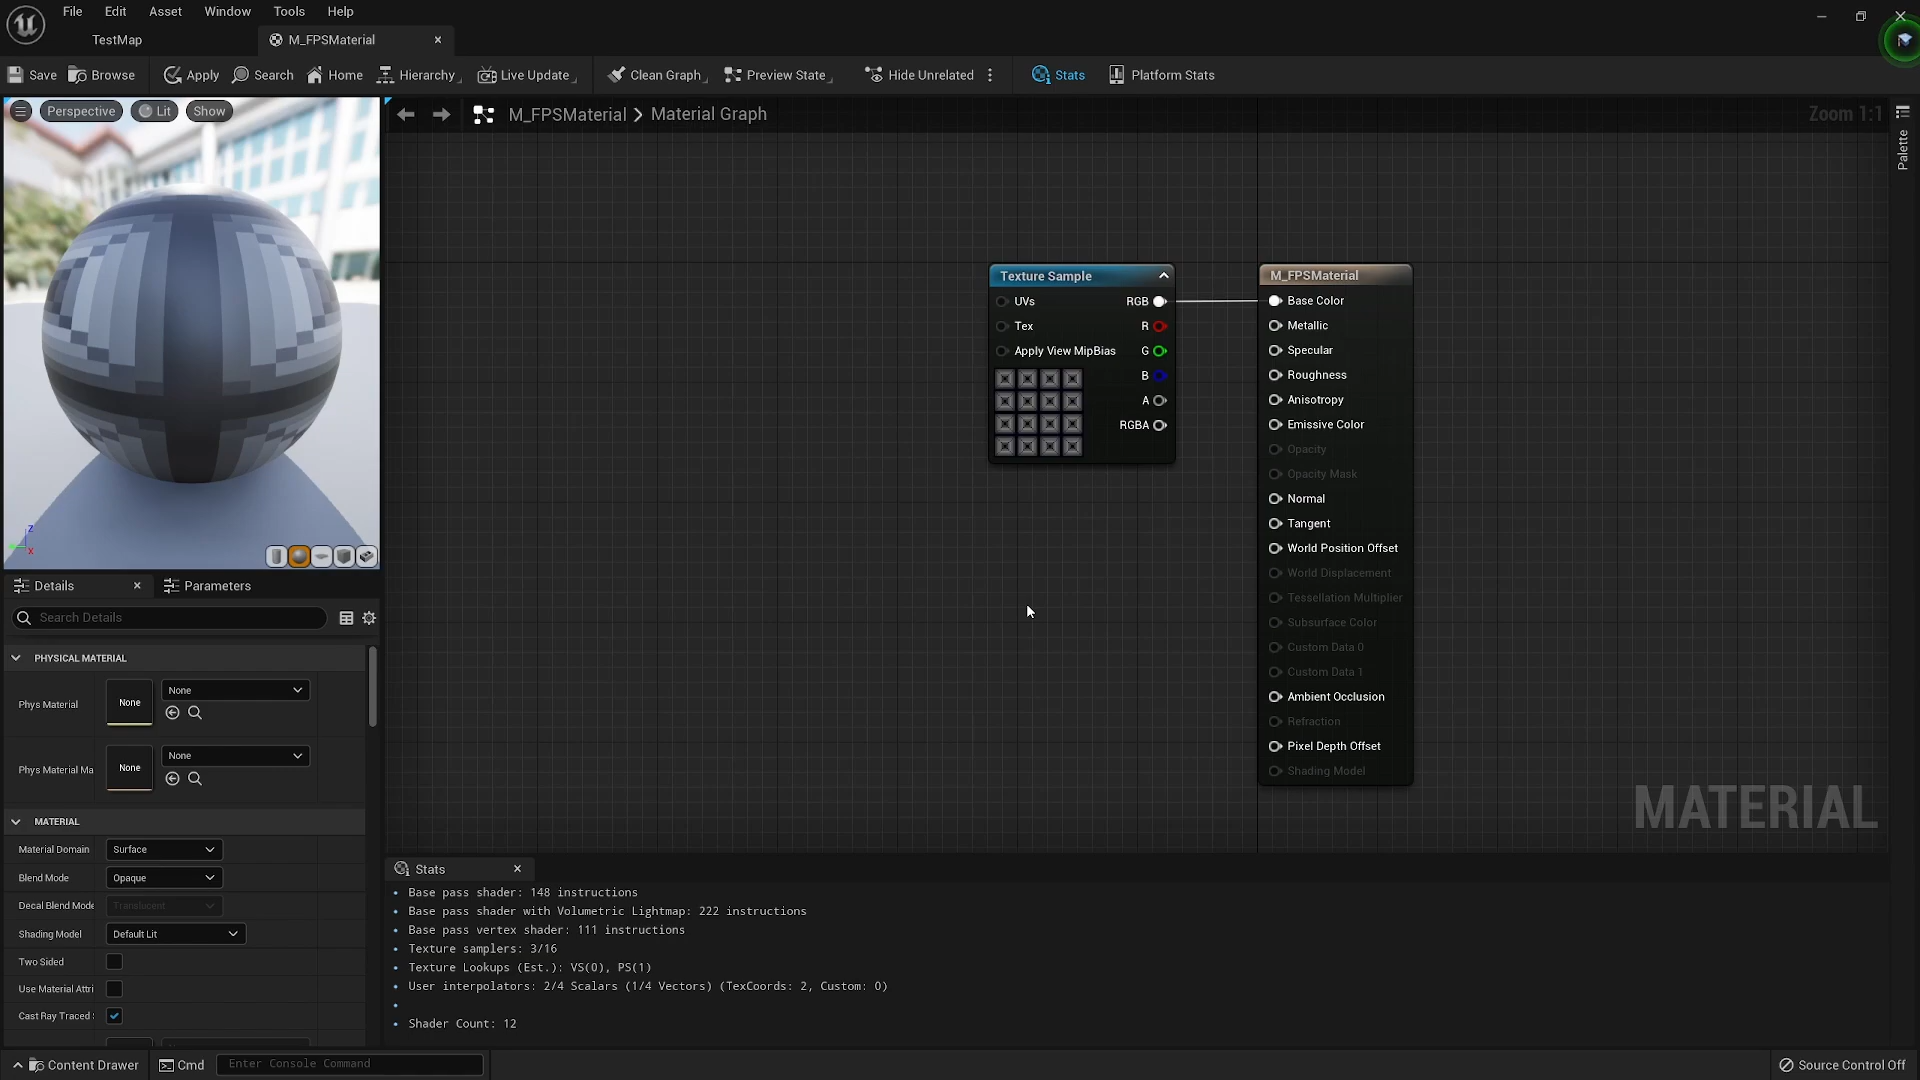 File Edit Asset Window Tools Help
TestMap
M_FPSMaterial
Save Browse Apply Search Home Hierarchy Live Update Clean Graph Preview State Hide Unrelated Stats Platform Stats
Perspective Lit Show
M_FPSMaterial > Material Graph
Zoom 1:1
Palette
Texture Sample
UVs RGB
Tex R
Apply View MipBias G
B
A
RGBA
M_FPSMaterial
Base Color
Metallic
Specular
Roughness
Anisotropy
Emissive Color
Opacity
Opacity Mask
Normal
Tangent
World Position Offset
World Displacement
Tessellation Multiplier
Subsurface Color
Custom Data 0
Custom Data 1
Ambient Occlusion
Refraction
Pixel Depth Offset
Shading Model
MATERIAL
Z
X
Details Parameters
Search Details
PHYSICAL MATERIAL
Phys Material None None
Phys Material Ma None None
MATERIAL
Material Domain Surface
Blend Mode Opaque
Decal Blend Mode Translucent
Shading Model Default Lit
Two Sided
Use Material Attri
Cast Ray Traced
Stats
Base pass shader: 148 instructions
Base pass shader with Volumetric Lightmap: 222 instructions
Base pass vertex shader: 111 instructions
Texture samplers: 3/16
Texture Lookups (Est.): VS(0), PS(1)
User interpolators: 2/4 Scalars (1/4 Vectors) (TexCoords: 2, Custom: 0)
Shader Count: 12
Content Drawer Cmd Enter Console Command Source Control Off